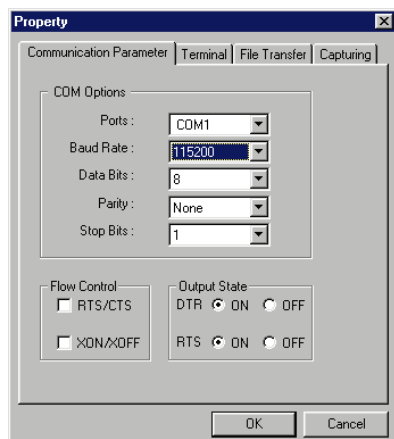 Property
Communication Parameter Terminal File Transfer Capturing
COM Options
Ports : COM1
Baud Rate : 115200
Data Bits : 8
Parity : None
Stop Bits : 1
Flow Control Output State
RTS/CTS DTR ON OFF
XON/XOFF RTS ON OFF
OK Cancel